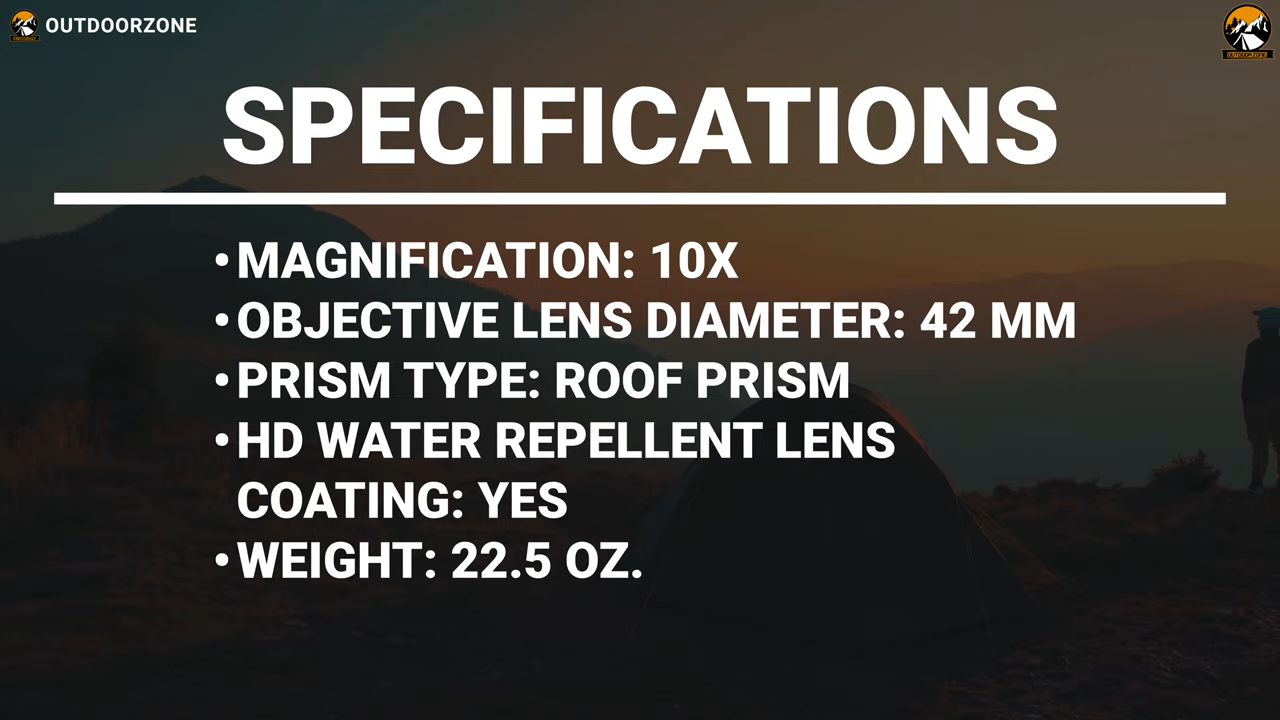 OUTDOORZONE
OUTDOORZONE
SPECIFICATIONS
• MAGNIFICATION: 10X
• OBJECTIVE LENS DIAMETER: 42 MM
• PRISM TYPE: ROOF PRISM
• HD WATER REPELLENT LENS
COATING: YES
• WEIGHT: 22.5 OZ.